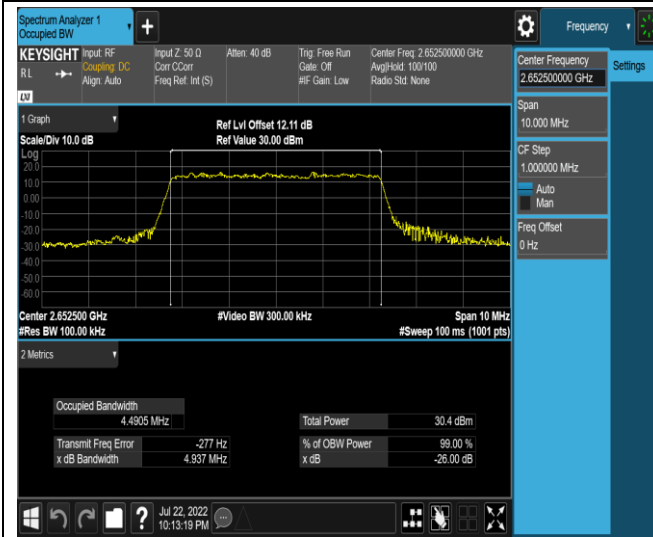 Spectrum Analyzer 1
Occupied BW
Frequency
KEYSIGHT
RL
Input: RF
Coupling: DC
Align: Auto
Input Z: 50 Ω
Corr CCorr
Freq Ref: Int (S)
Atten: 40 dB
Trig: Free Run
Gate: Off
#IF Gain: Low
Center Freq: 2.652500000 GHz
Avg|Hold: 100/100
Radio Std: None
LXI
Center Frequency
2.652500000 GHz
Settings
Span
10.000 MHz
CF Step
1.000000 MHz
Auto
Man
Freq Offset
0 Hz
1 Graph
Scale/Div 10.0 dB
Ref Lvl Offset 12.11 dB
Ref Value 30.00 dBm
Log
20.0
10.0
0.00
-10.0
-20.0
-30.0
-40.0
-50.0
-60.0
Center 2.652500 GHz
#Video BW 300.00 kHz
Span 10 MHz
#Res BW 100.00 kHz
#Sweep 100 ms (1001 pts)
2 Metrics
Occupied Bandwidth
4.4905 MHz
Total Power 30.4 dBm
Transmit Freq Error -277 Hz
% of OBW Power 99.00 %
x dB Bandwidth 4.937 MHz
x dB -26.00 dB
?
Jul 22, 2022
10:13:19 PM